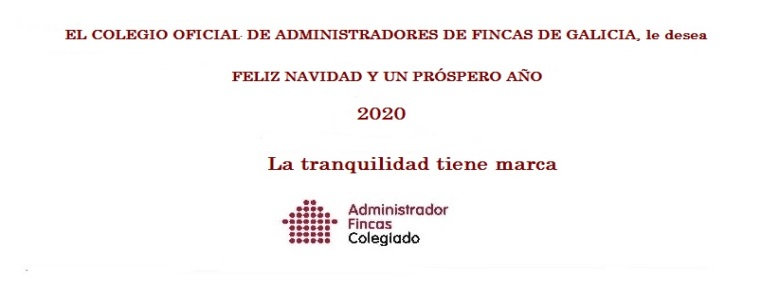 EL COLEGIO OFICIAL DE ADMINISTRADORES DE FINCAS DE GALICIA, le desea
FELIZ NAVIDAD Y UN PRÓSPERO AÑO
2020
La tranquilidad tiene marca
Administrador
Fincas
Colegiado